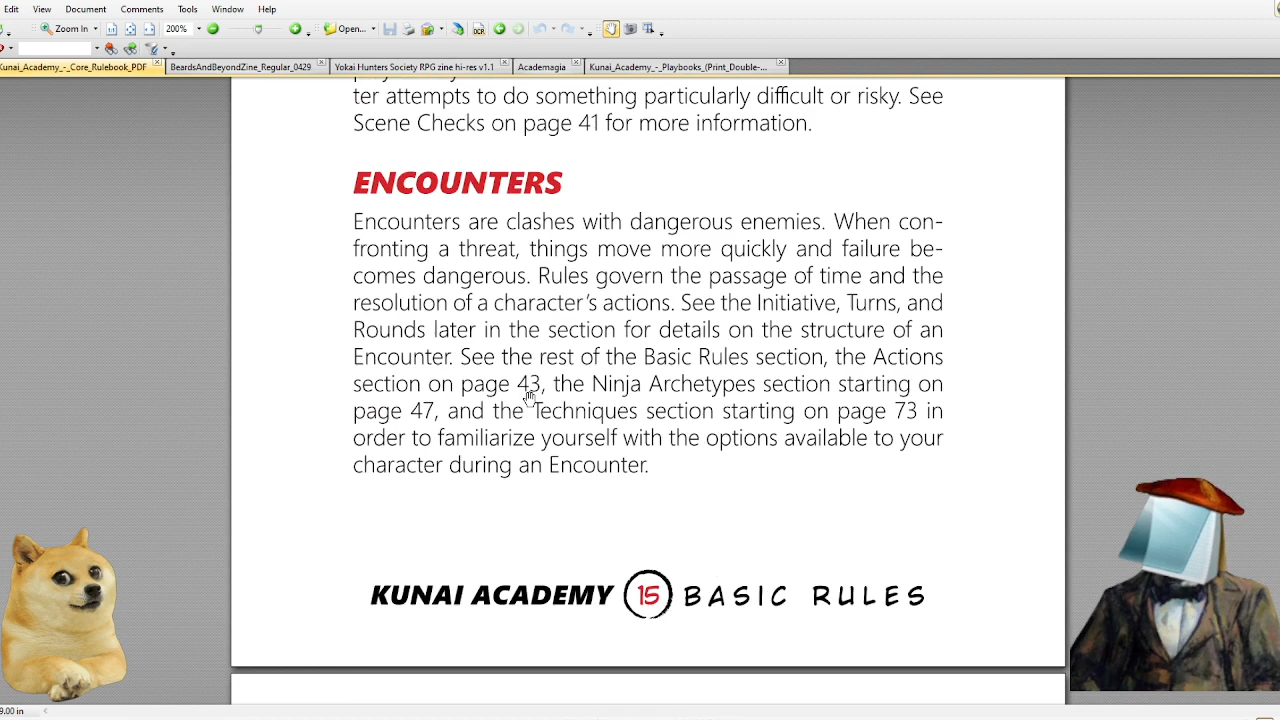 Edit View Document Comments Tools Window Help
Zoom In 200% Open... OCR
Kunai_Academy_-_Core_Rulebook_PDF BeardsAndBeyondZine_Regular_0429 Yokai Hunters Society RPG zine hi-res v1.1 Academagia Kunai_Academy_-_Playbooks_(Print_Double-...
ter attempts to do something particularly difficult or risky. See
Scene Checks on page 41 for more information.
ENCOUNTERS
Encounters are clashes with dangerous enemies. When con-
fronting a threat, things move more quickly and failure be-
comes dangerous. Rules govern the passage of time and the
resolution of a character's actions. See the Initiative, Turns, and
Rounds later in the section for details on the structure of an
Encounter. See the rest of the Basic Rules section, the Actions
section on page 43, the Ninja Archetypes section starting on
page 47, and the Techniques section starting on page 73 in
order to familiarize yourself with the options available to your
character during an Encounter.
KUNAI ACADEMY 15 BASIC RULES
9.00 in